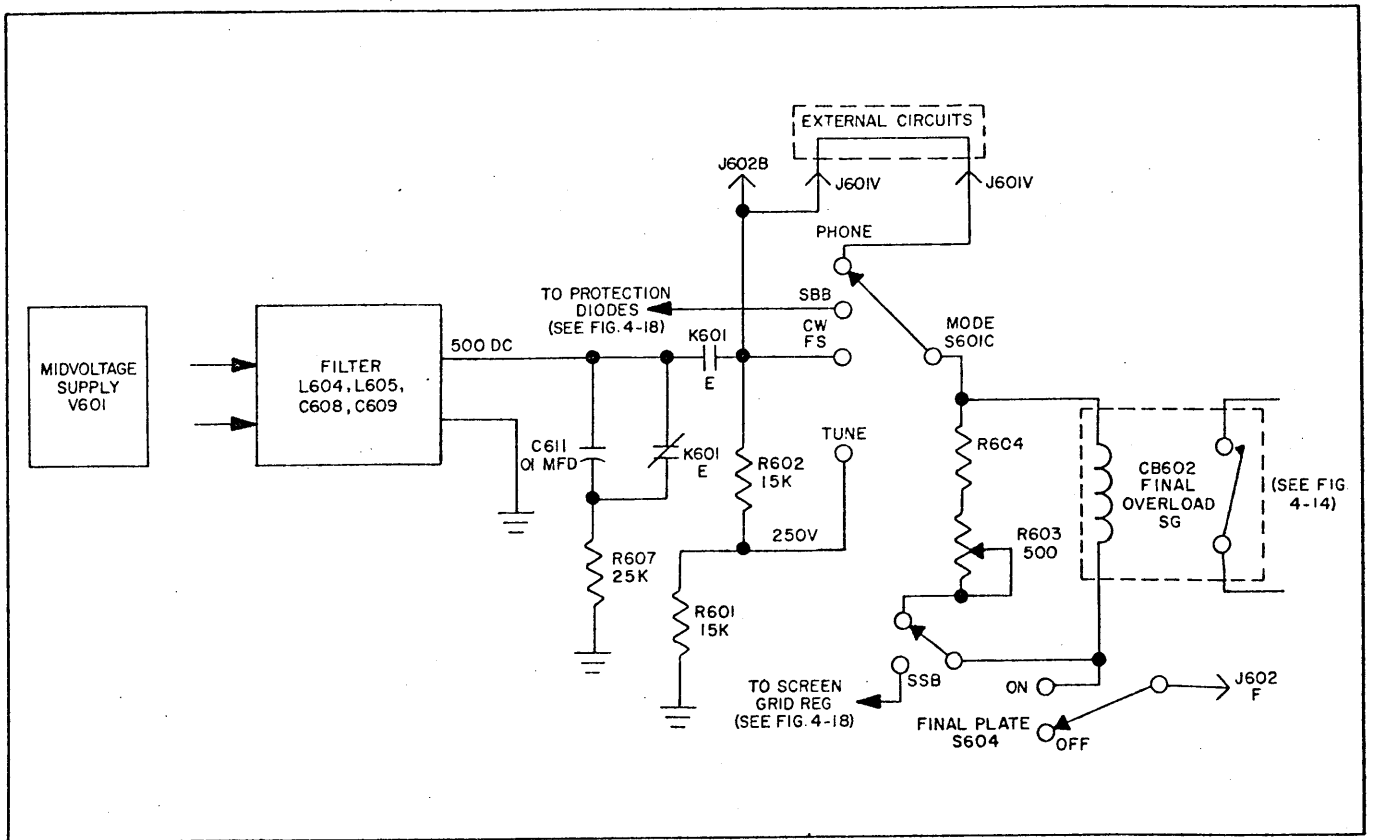 EXTERNAL CIRCUITS
J602B
J601V
J601V
PHONE
TO PROTECTION
DIODES
(SEE FIG. 4-18)
SBB
CW
FS
MODE
S601C
MIDVOLTAGE
SUPPLY
V601
FILTER
L604, L605,
C608, C609
500 DC
K601
E
C611
01 MFD
K601
E
R602
15K
TUNE
250V
R607
25K
R601
15K
R604
R603
500
CB602
FINAL
OVERLOAD
SG
(SEE FIG.
4-14)
TO SCREEN
GRID REG
(SEE FIG. 4-18)
SSB
ON
FINAL PLATE
S604
OFF
J602
F